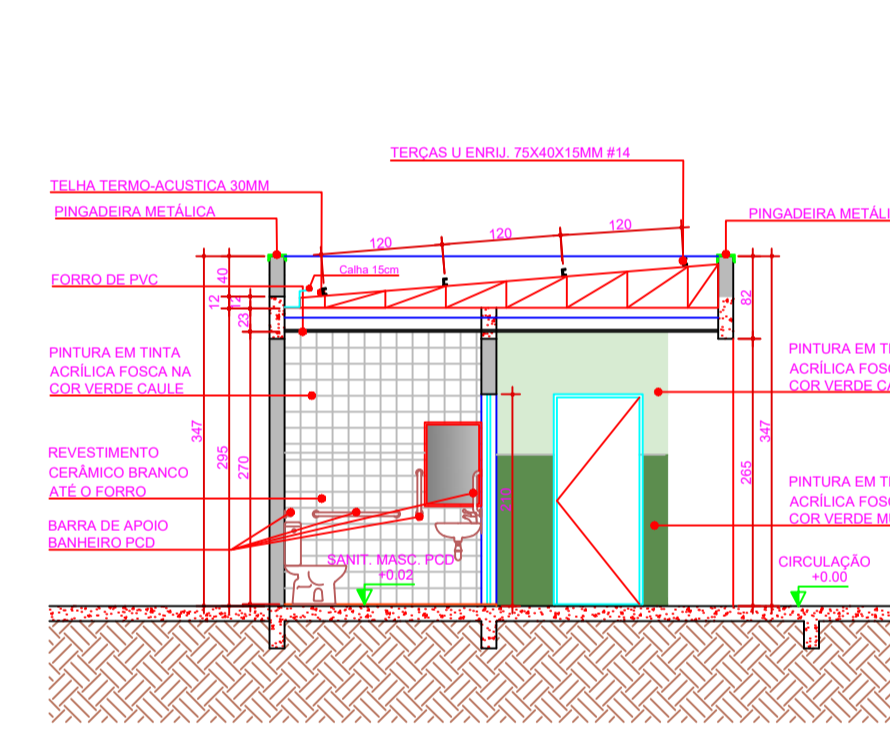 TERÇAS U ENRIJ. 75X40X15MM #14
TELHA TERMO-ACUSTICA 30MM
PINGADEIRA METÁLICA
PINGADEIRA METÁLI
120
120
120
Calha 15cm
FORRO DE PVC
40
12
12
23
82
PINTURA EM TINTA
ACRÍLICA FOSCA NA
COR VERDE CAULE
PINTURA EM TI
ACRÍLICA FOSC
COR VERDE CA
347
295
270
265
347
REVESTIMENTO
CERÂMICO BRANCO
ATÉ O FORRO
PINTURA EM TI
ACRÍLICA FOSC
COR VERDE M
BARRA DE APOIO
BANHEIRO PCD
SANIT. MASC. PCD
+0.02
CIRCULAÇÃO
+0.00